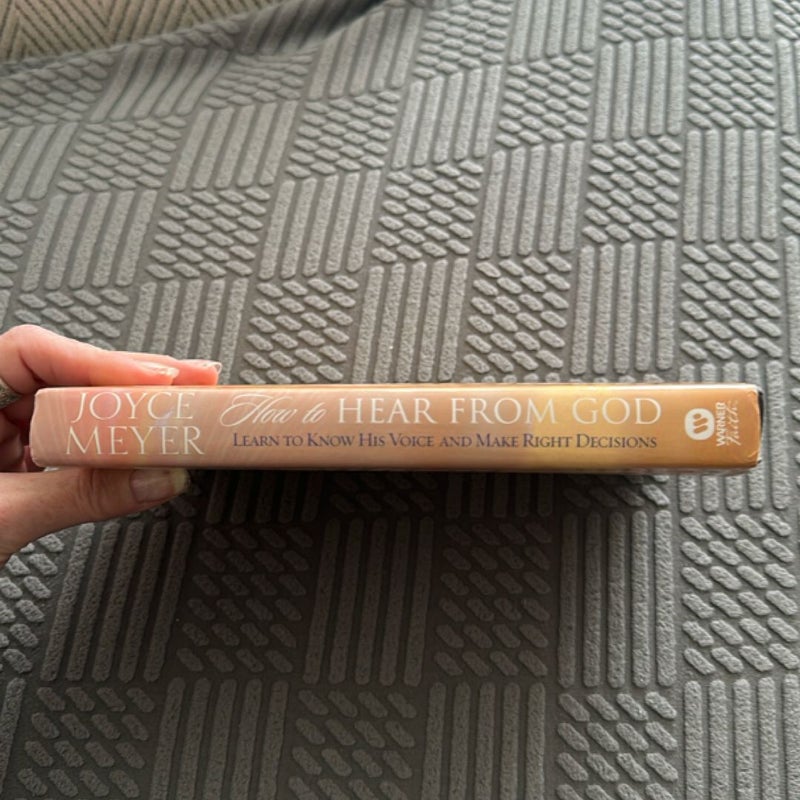 JOYCE
MEYER
How to HEAR FROM GOD
LEARN TO KNOW HIS VOICE AND MAKE RIGHT DECISIONS
WARNER
Faith